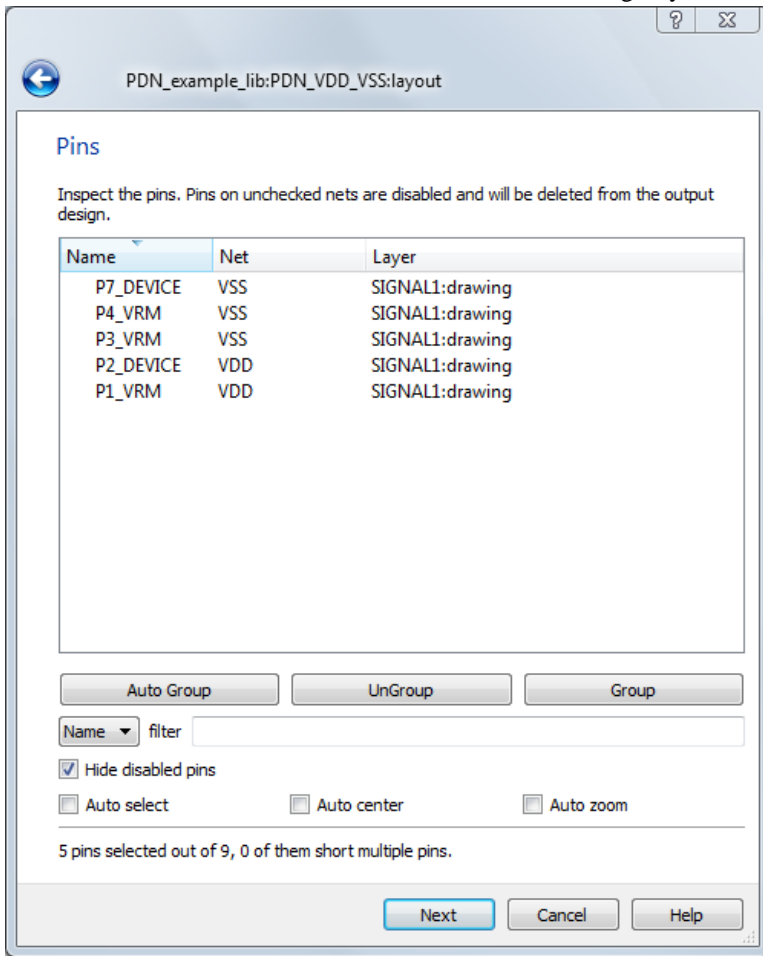 PDN_example_lib:PDN_VDD_VSS:layout
Pins
Inspect the pins. Pins on unchecked nets are disabled and will be deleted from the output
design.
Name Net Layer
P7_DEVICE VSS SIGNAL1:drawing
P4_VRM VSS SIGNAL1:drawing
P3_VRM VSS SIGNAL1:drawing
P2_DEVICE VDD SIGNAL1:drawing
P1_VRM VDD SIGNAL1:drawing
Auto Group UnGroup Group
Name filter
Hide disabled pins
Auto select Auto center Auto zoom
5 pins selected out of 9, 0 of them short multiple pins.
Next Cancel Help